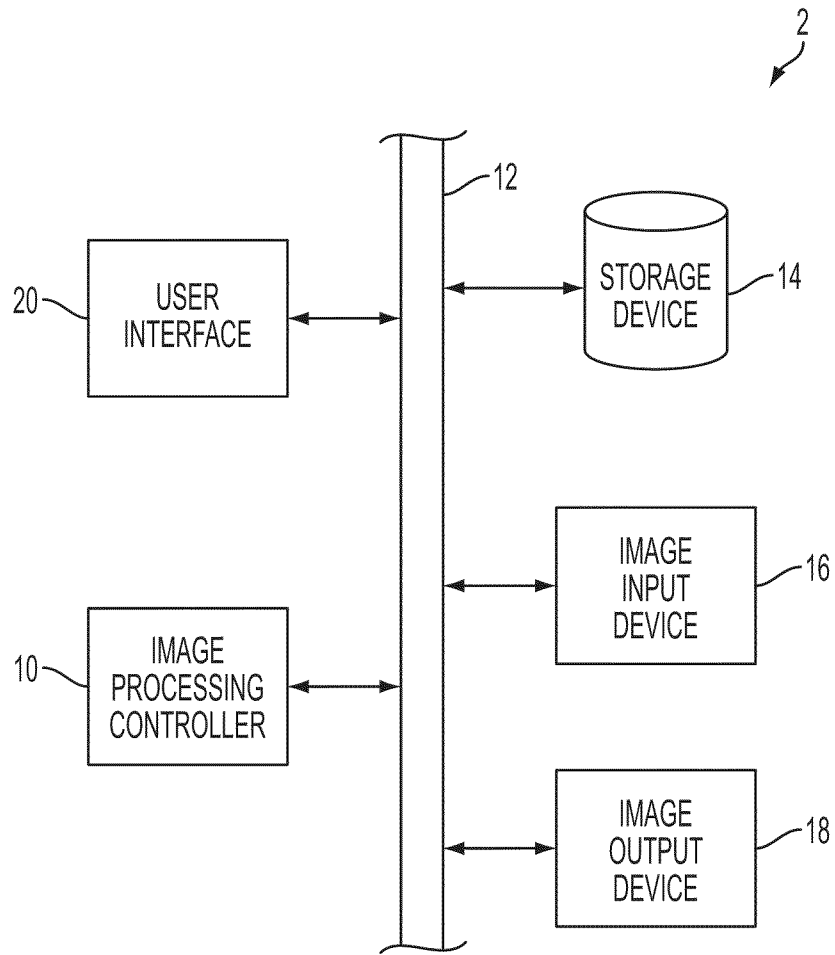 2
12
STORAGE
DEVICE
14
20
USER
INTERFACE
IMAGE
INPUT
DEVICE
16
10
IMAGE
PROCESSING
CONTROLLER
IMAGE
OUTPUT
DEVICE
18